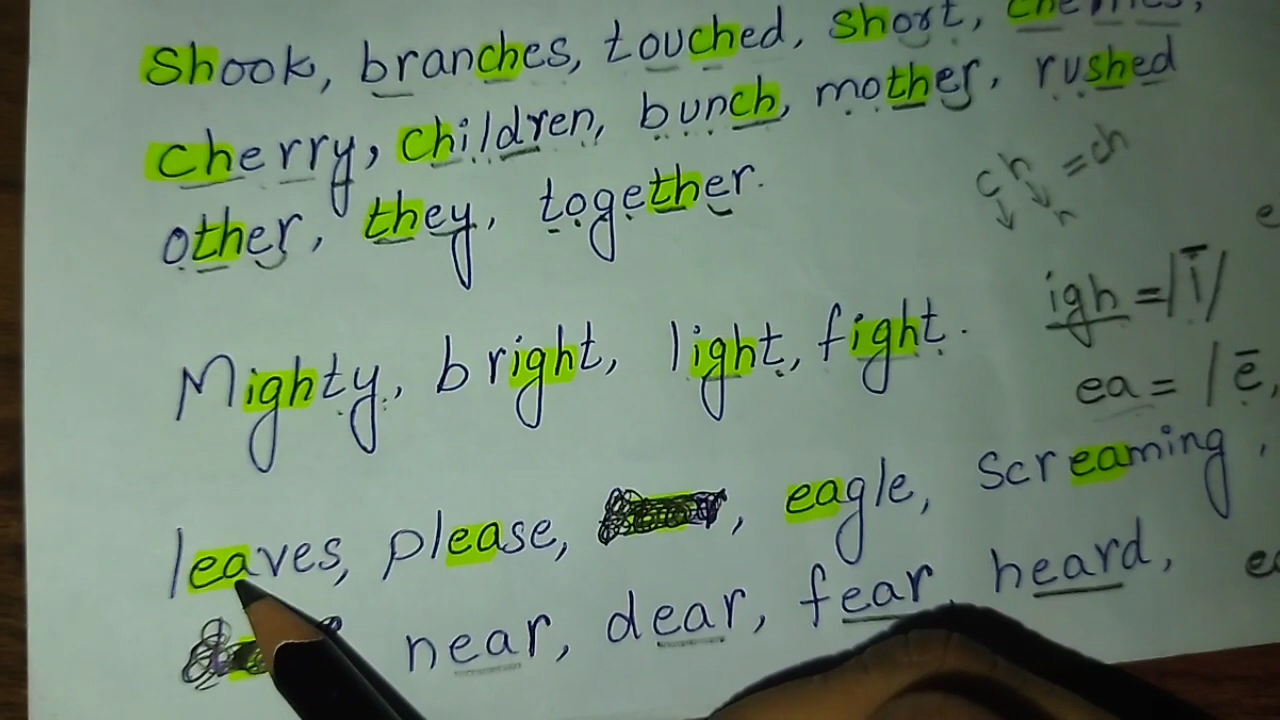 shook, branches, touched, short, cherries,
cherry, children, bunch, mother, rushed
other, they, together.
ch = ch
h
Mighty, bright, light, fight.
igh = /ī/
ea = /ē,
leaves, please, eagle, screaming,
near, dear, fear, heard,